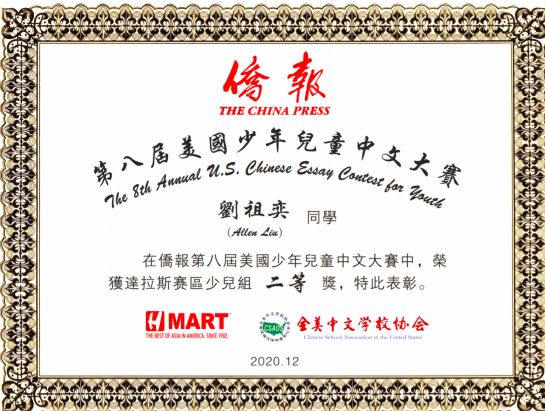 僑報
THE CHINA PRESS
第八屆美國少年兒童中文大賽
The 8th Annual U.S. Chinese Essay Contest for Youth
劉祖奕 同學
(Allen Liu)
在僑報第八屆美國少年兒童中文大賽中，榮
獲達拉斯賽區少兒組 二等 獎，特此表彰。
H MART
THE BEST OF ASIA IN AMERICA. SINCE 1982.
CSAUS
全美中文学校协会
Chinese School Association in the United States
2020.12